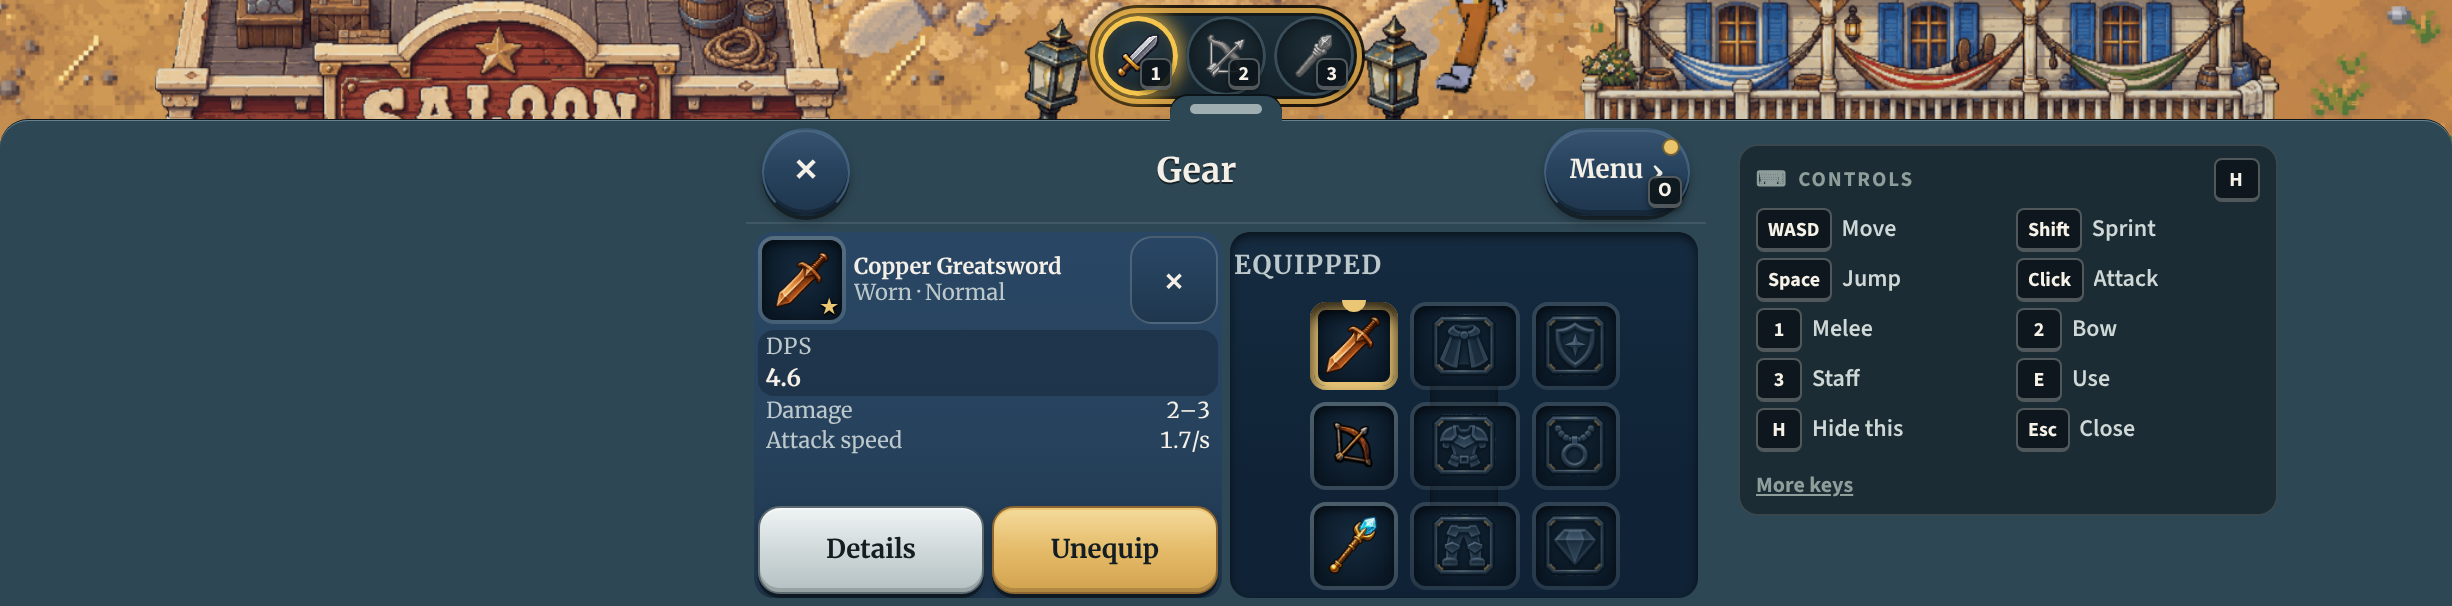 SALOON
1
2
3
×
Gear
Menu ›
O
Copper Greatsword
Worn · Normal
×
DPS
4.6
Damage 2–3
Attack speed 1.7/s
Details
Unequip
EQUIPPED
CONTROLS H
WASD Move
Shift Sprint
Space Jump
Click Attack
1 Melee
2 Bow
3 Staff
E Use
H Hide this
Esc Close
More keys